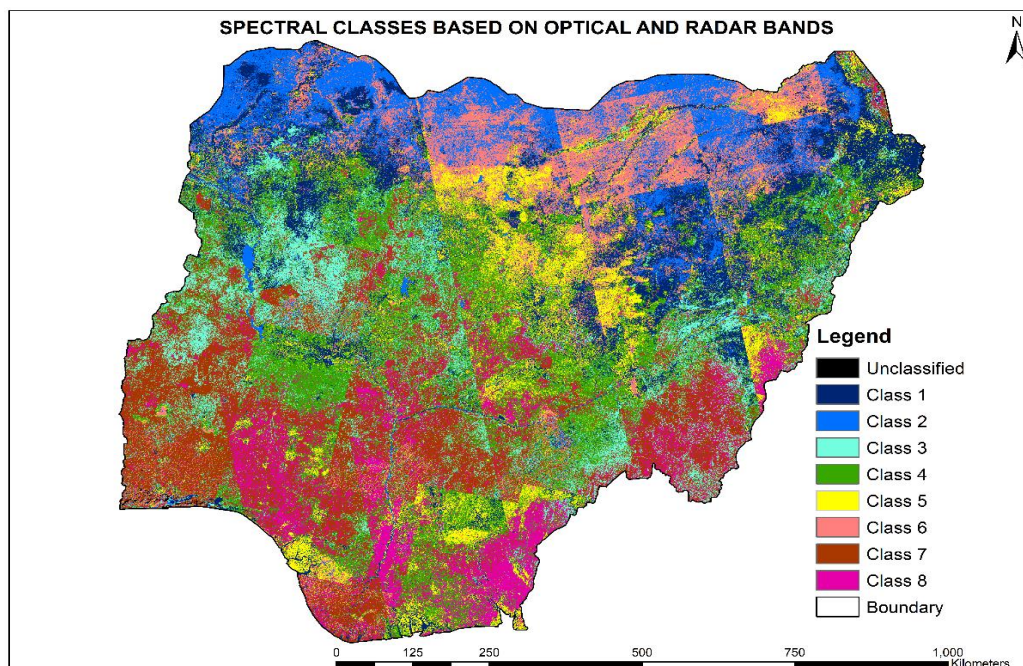 SPECTRAL CLASSES BASED ON OPTICAL AND RADAR BANDS
N
Legend
Unclassified
Class 1
Class 2
Class 3
Class 4
Class 5
Class 6
Class 7
Class 8
Boundary
0 125 250 500 750 1,000
Kilometers